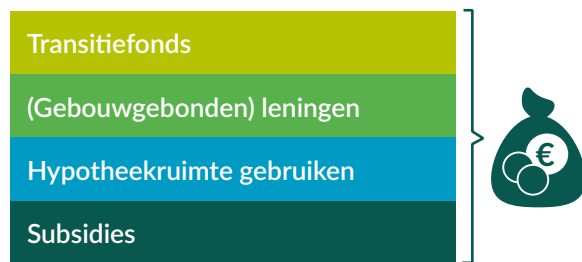 Transitiefonds
(Gebouwgebonden) leningen
Hypotheekruimte gebruiken
Subsidies
€